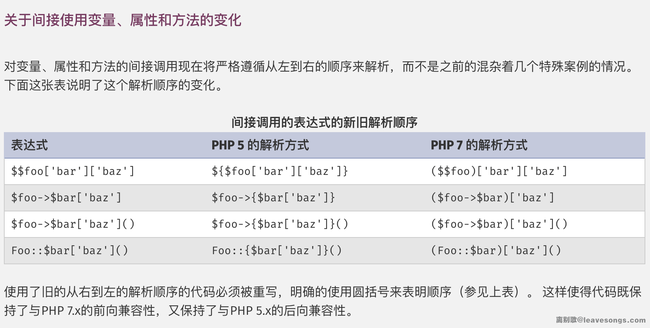 关于间接使用变量、属性和方法的变化
对变量、属性和方法的间接调用现在将严格遵循从左到右的顺序来解析，而不是之前的混杂着几个特殊案例的情况。
下面这张表说明了这个解析顺序的变化。
间接调用的表达式的新旧解析顺序
表达式 PHP 5 的解析方式 PHP 7 的解析方式
$$foo['bar']['baz'] ${$foo['bar']['baz']} ($$foo)['bar']['baz']
$foo->$bar['baz'] $foo->{$bar['baz']} ($foo->$bar)['baz']
$foo->$bar['baz']() $foo->{$bar['baz']}() ($foo->$bar)['baz']()
Foo::$bar['baz']() Foo::{$bar['baz']}() (Foo::$bar)['baz']()
使用了旧的从右到左的解析顺序的代码必须被重写，明确的使用圆括号来表明顺序（参见上表）。 这样使得代码既保
持了与PHP 7.x的前向兼容性，又保持了与PHP 5.x的后向兼容性。
离别歌@leavesongs.com